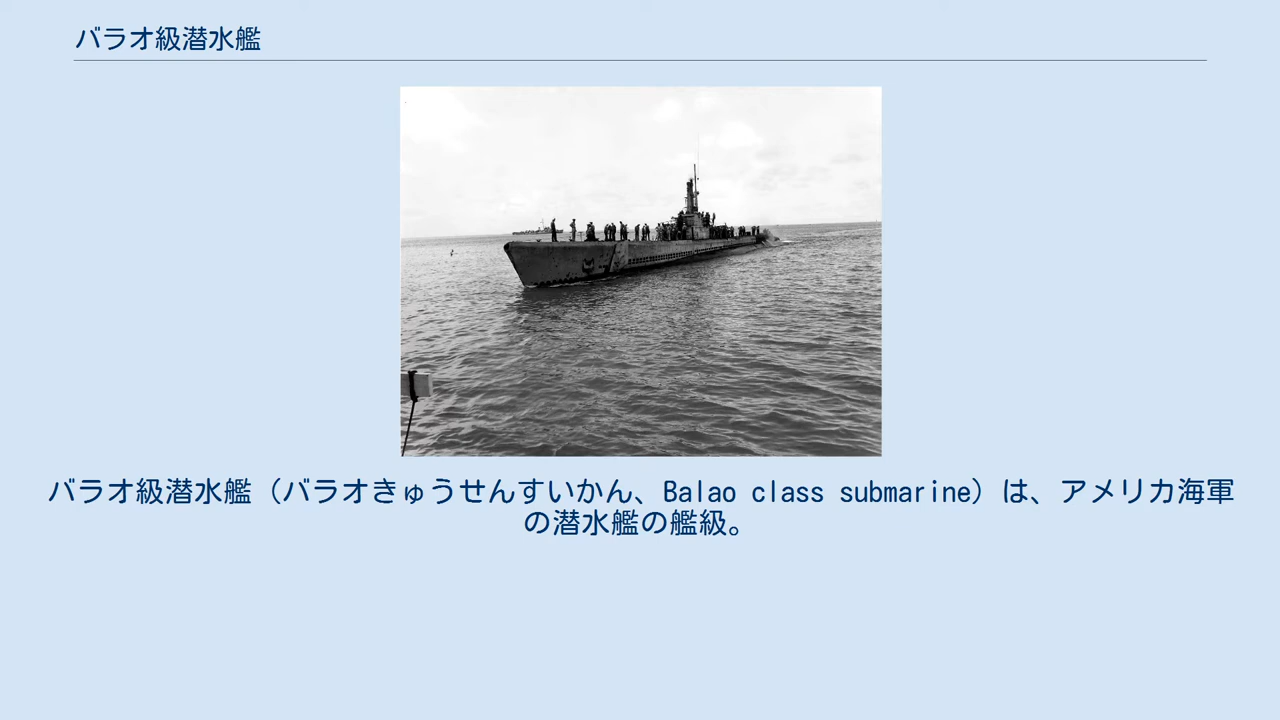 バラオ級潜水艦
バラオ級潜水艦（バラオきゅうせんすいかん、Balao class submarine）は、アメリカ海軍
の潜水艦の艦級。